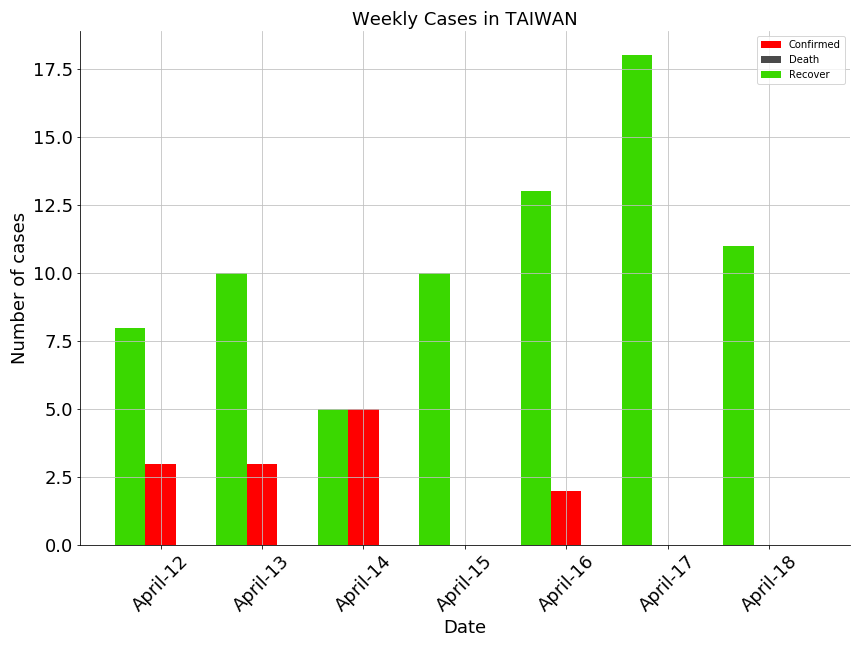 Weekly Cases in TAIWAN
Confirmed
Death
Recover
Number of cases
17.5
15.0
12.5
10.0
7.5
5.0
2.5
0.0
April-12
April-13
April-14
April-15
April-16
April-17
April-18
Date